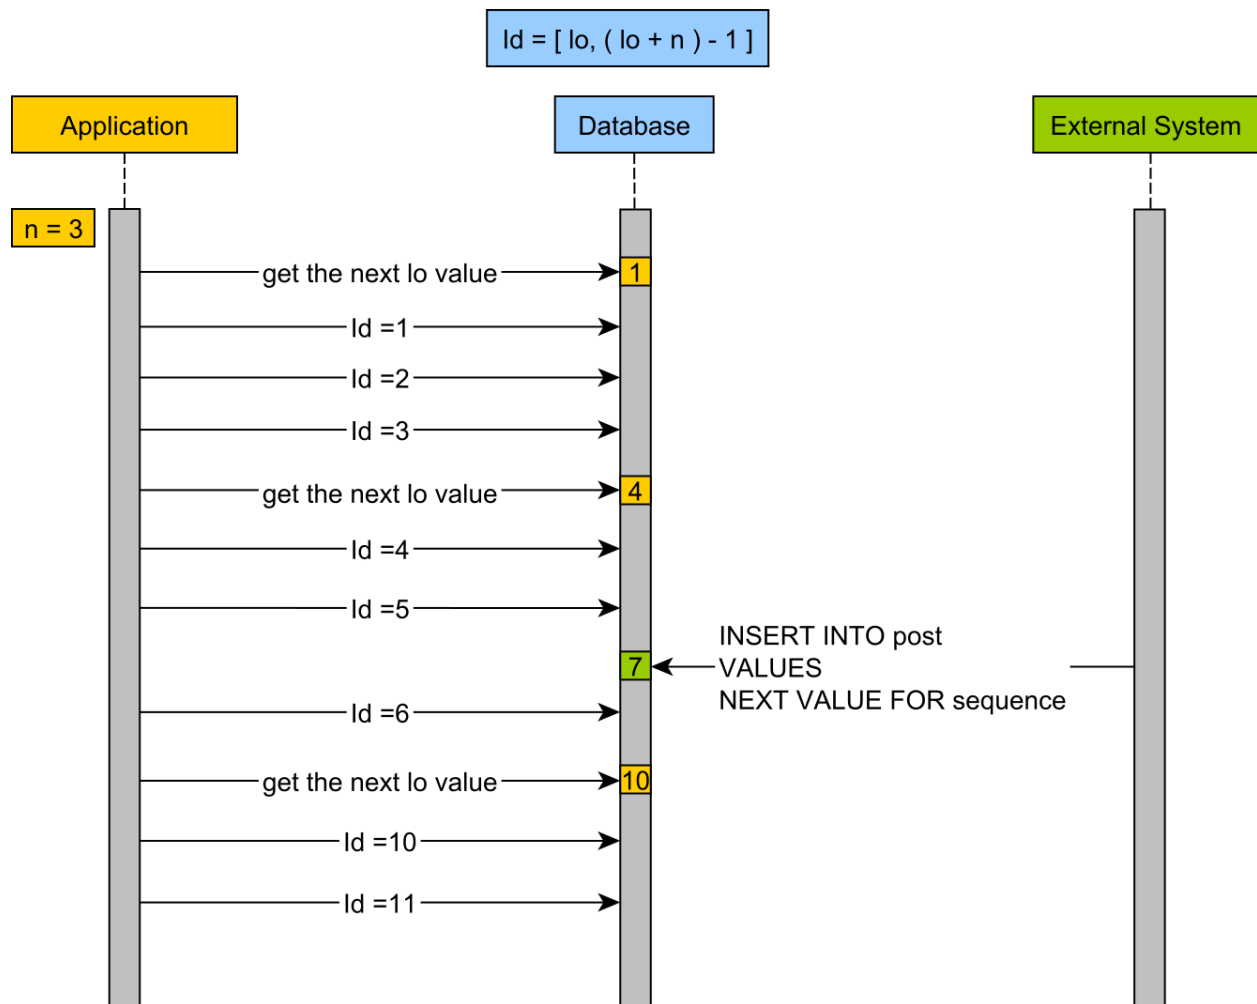 Id = [ lo, ( lo + n ) - 1 ]
Application
Database
External System
n = 3
get the next lo value
1
Id =1
Id =2
Id =3
get the next lo value
4
Id =4
Id =5
INSERT INTO post
VALUES
NEXT VALUE FOR sequence
7
Id =6
get the next lo value
10
Id =10
Id =11